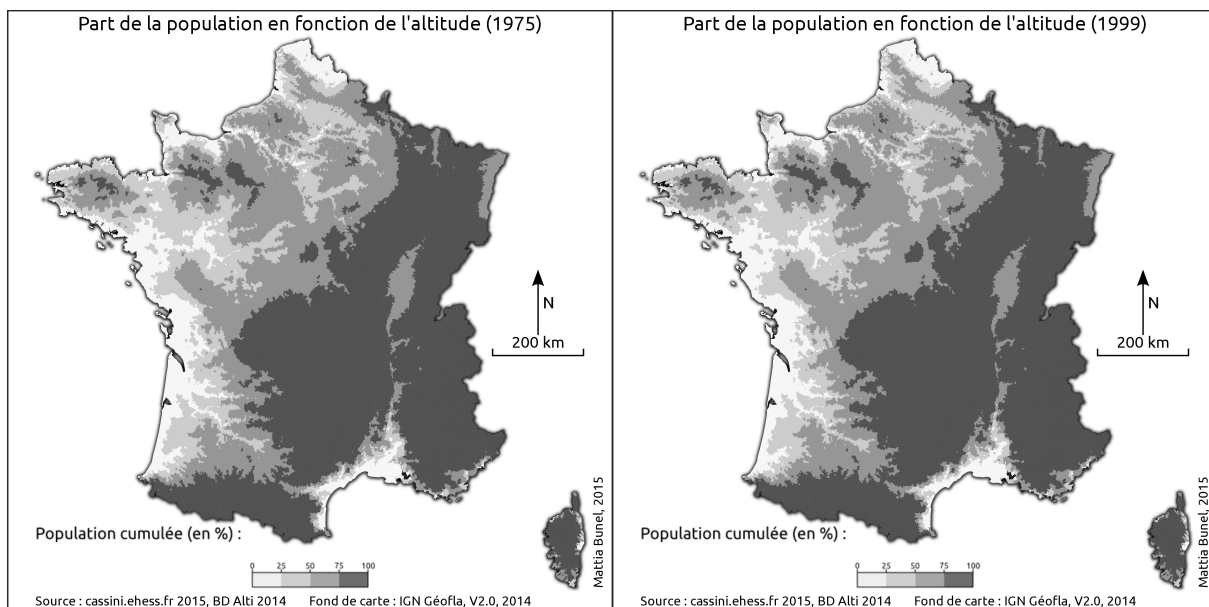 Part de la population en fonction de l'altitude (1975)
N
200 km
Mattia Bunel, 2015
Population cumulée (en %) :
0 25 50 75 100
Source : cassini.ehess.fr 2015, BD Alti 2014 Fond de carte : IGN Géofla, V2.0, 2014
Part de la population en fonction de l'altitude (1999)
N
200 km
Mattia Bunel, 2015
Population cumulée (en %) :
0 25 50 75 100
Source : cassini.ehess.fr 2015, BD Alti 2014 Fond de carte : IGN Géofla, V2.0, 2014